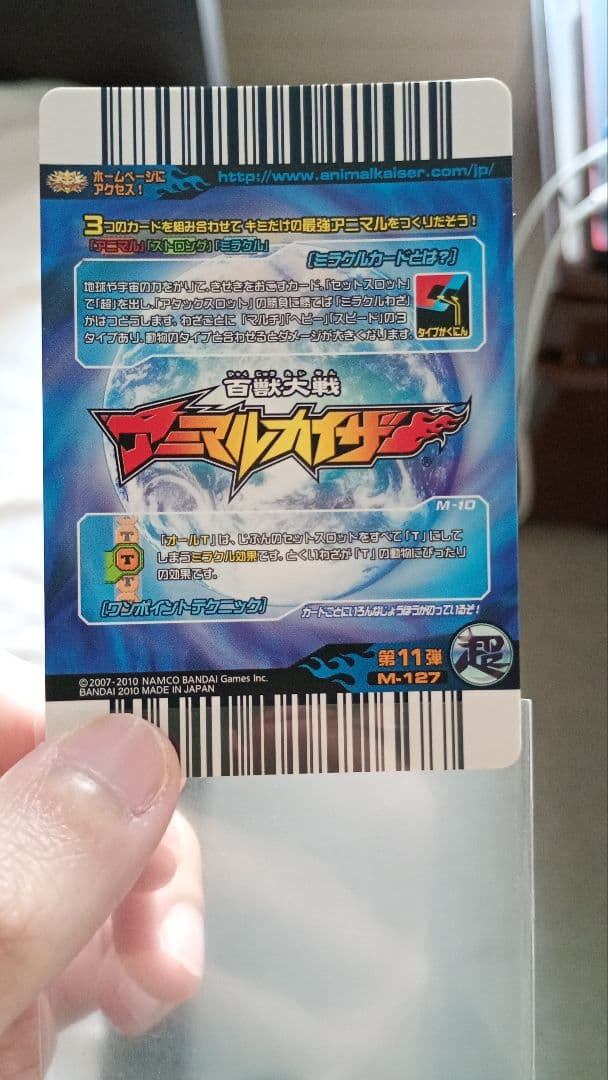 ホームページに
アクセス!
http://www.animalkaiser.com/jp/
3つのカードを組み合わせて キミだけの最強アニマルをつくりだそう!
「アニマル」「ストロング」「ミラクル」
[ミラクルカードとは?]
地球や宇宙の力をかりて、きせきをおこすカード。「セットスロット」
で「超」を出し、「アタックスロット」の勝負に勝てば「ミラクルわざ」
がはつどうします。わざごとに「マルチ」「ヘビー」「スピード」の3
タイプあり、動物のタイプと合わせるとダメージが大きくなります。
タイプかくにん
ひゃくじゅうたいせん
百獣大戦
アニマルカイザー
®
M-10
「オールT」は、じぶんのセットスロットをすべて「T」にして
しまうミラクル効果です。とくいわざが「T」の動物にぴったり
の効果です。
T
T
T
[ワンポイントテクニック]
カードごとにいろんなじょうほうがのっているぞ!
第11弾
M-127
超
©2007-2010 NAMCO BANDAI Games Inc.
BANDAI 2010 MADE IN JAPAN